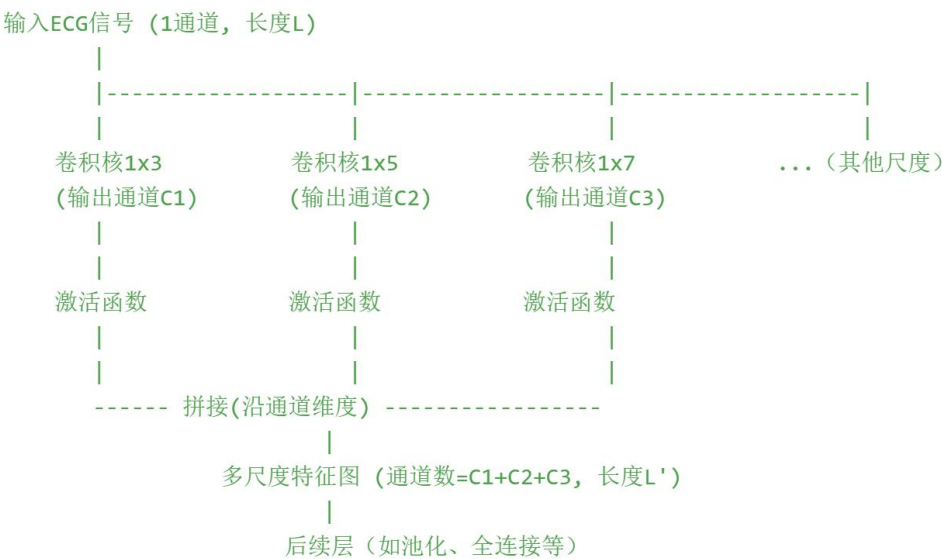 输入ECG信号 (1通道, 长度L)
|
|-------------------|-------------------|-------------------|
| | | |
卷积核1x3 卷积核1x5 卷积核1x7 ...（其他尺度）
(输出通道C1) (输出通道C2) (输出通道C3)
| | |
| | |
激活函数 激活函数 激活函数
| | |
| | |
------ 拼接(沿通道维度) -----------------
|
多尺度特征图 (通道数=C1+C2+C3, 长度L')
|
后续层（如池化、全连接等）